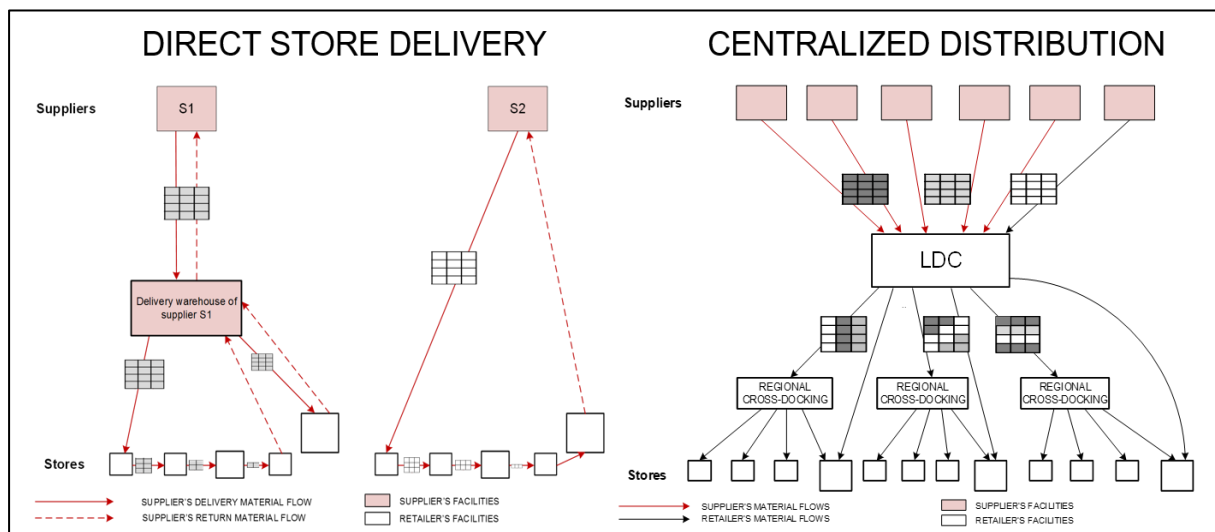 DIRECT STORE DELIVERY
Suppliers
S1
S2
Delivery warehouse of
supplier S1
Stores
SUPPLIER'S DELIVERY MATERIAL FLOW
SUPPLIER'S RETURN MATERIAL FLOW
SUPPLIER'S FACILITIES
RETAILER'S FACILITIES
CENTRALIZED DISTRIBUTION
Suppliers
LDC
REGIONAL
CROSS-DOCKING
REGIONAL
CROSS-DOCKING
REGIONAL
CROSS-DOCKING
Stores
SUPPLIER'S MATERIAL FLOWS
RETAILER'S MATERIAL FLOWS
SUPPLIER'S FACILITIES
RETAILER'S FACILITIES